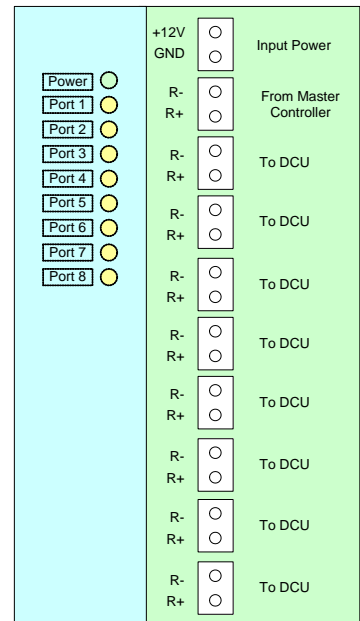 Power
Port 1
Port 2
Port 3
Port 4
Port 5
Port 6
Port 7
Port 8
+12V
GND
Input Power
R-
R+
From Master
Controller
R-
R+
To DCU
R-
R+
To DCU
R-
R+
To DCU
R-
R+
To DCU
R-
R+
To DCU
R-
R+
To DCU
R-
R+
To DCU
R-
R+
To DCU